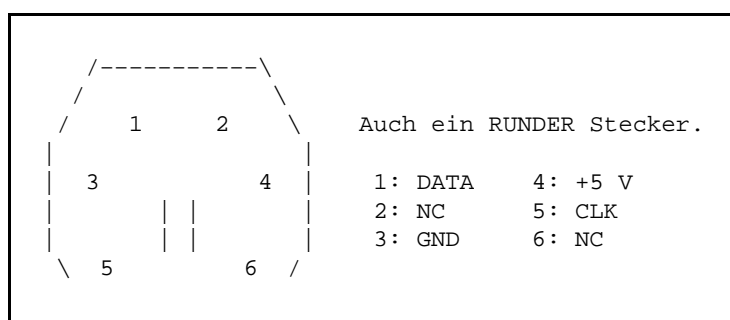 1 2 Auch ein RUNDER Stecker.
3 4 1: DATA 4: +5 V
2: NC 5: CLK
3: GND 6: NC
5 6